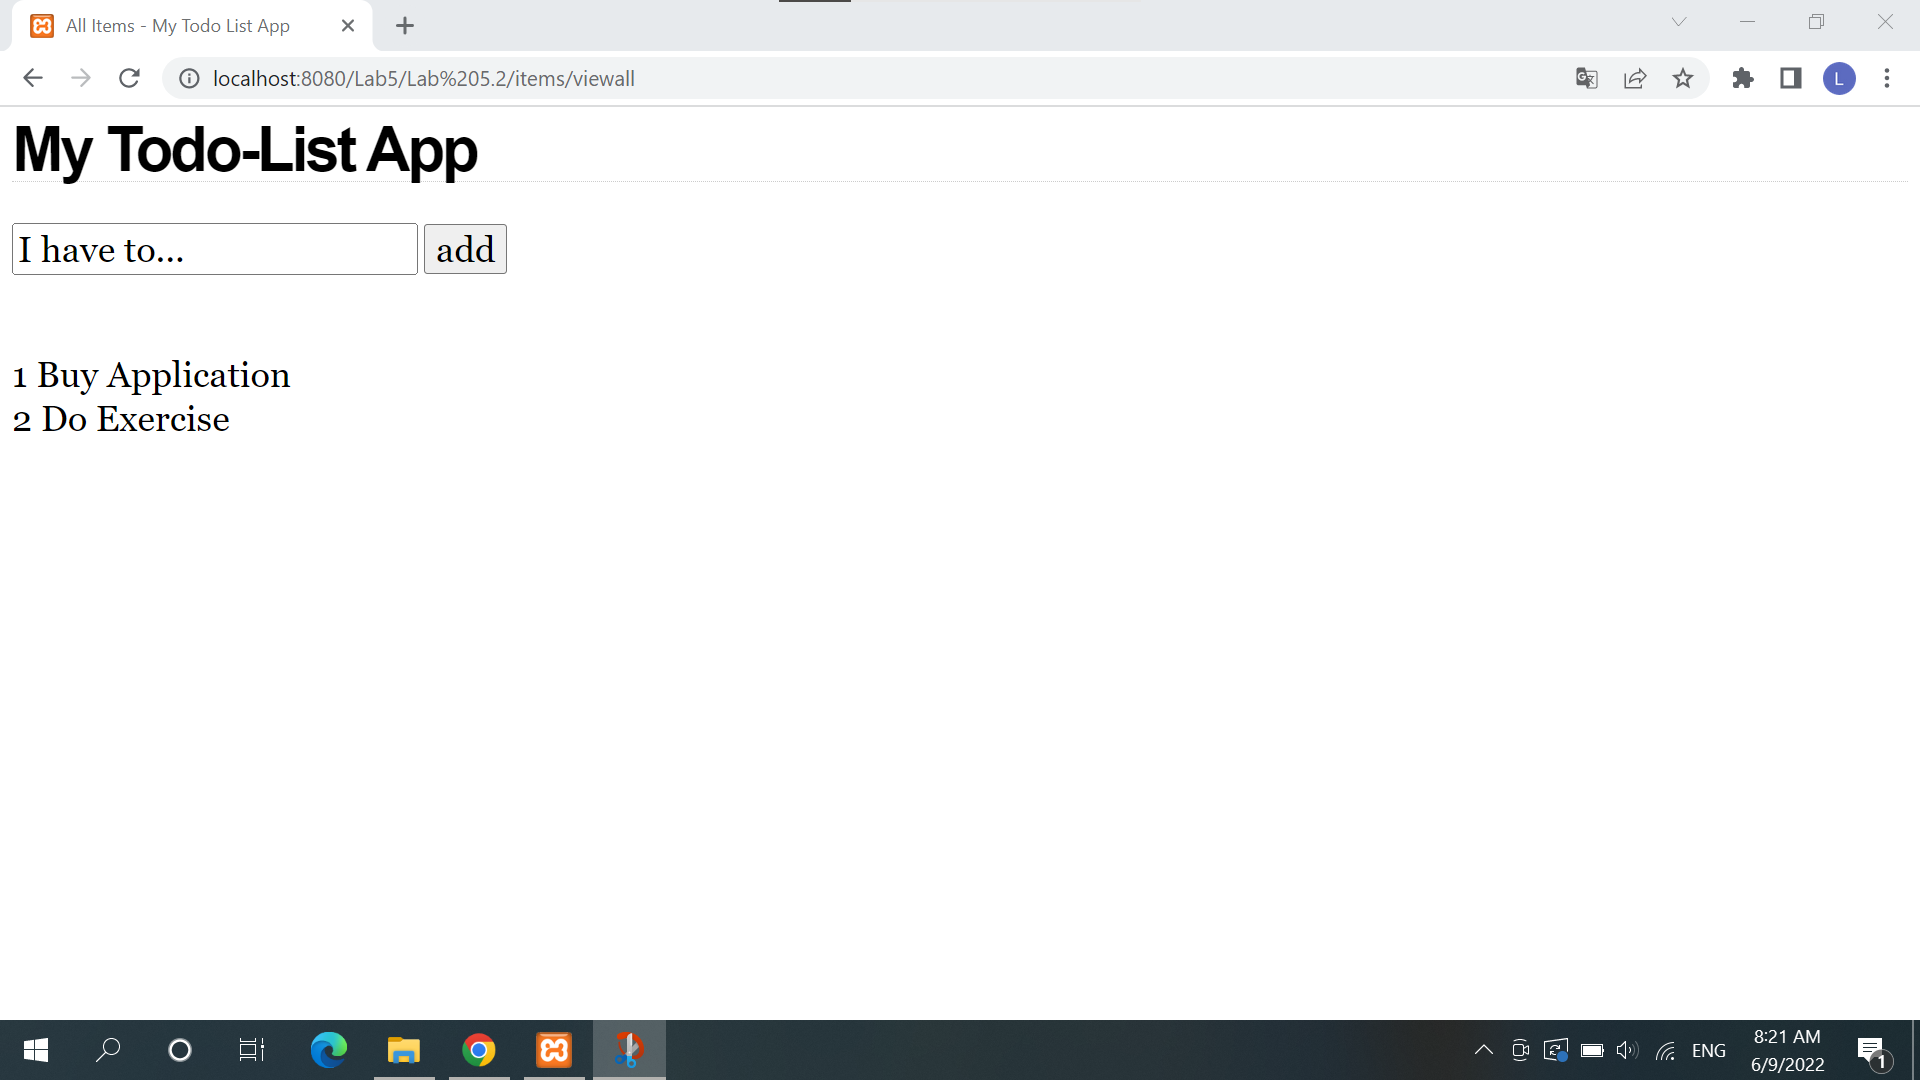 All Items - My Todo List App
localhost:8080/Lab5/Lab%205.2/items/viewall
L
My Todo-List App
I have to...
add
1 Buy Application
2 Do Exercise
ENG
8:21 AM
6/9/2022
1